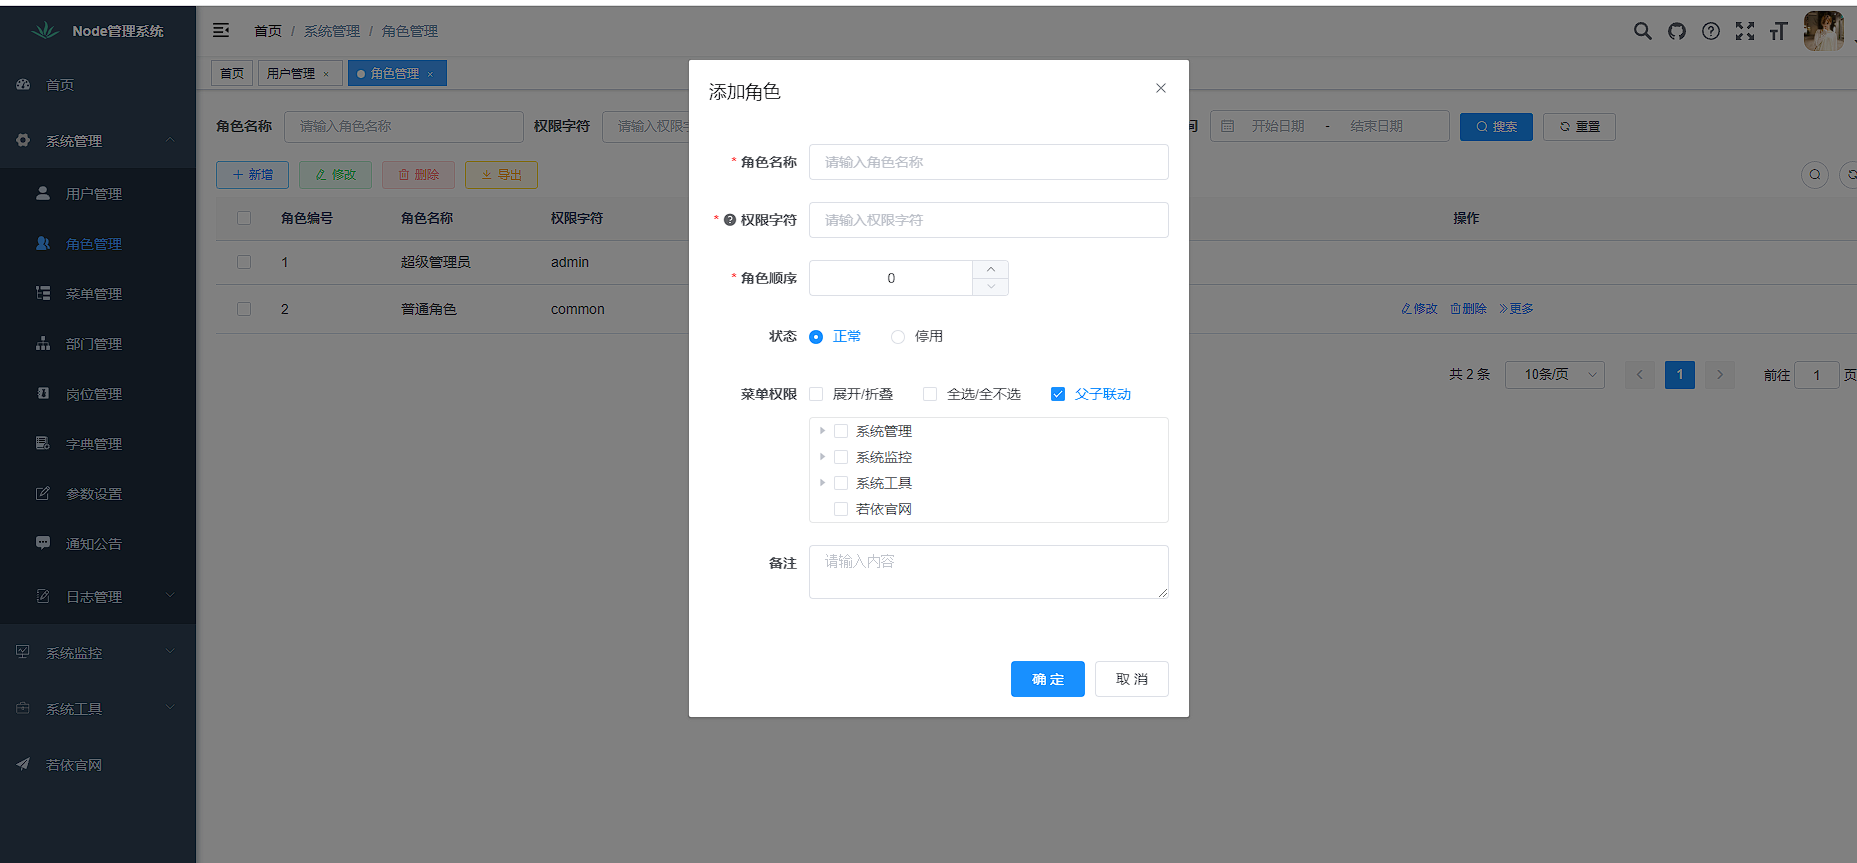 Node管理系统
首页 / 系统管理 / 角色管理
首页
用户管理 ×
角色管理 ×
首页
系统管理
用户管理
角色管理
菜单管理
部门管理
岗位管理
字典管理
参数设置
通知公告
日志管理
系统监控
系统工具
若依官网
角色名称 请输入角色名称 权限字符 请输入权限字 间 开始日期 - 结束日期 搜索 重置
新增 修改 删除 导出
角色编号 角色名称 权限字符 操作
1 超级管理员 admin
2 普通角色 common 修改 删除 更多
共 2 条 10条/页 1 前往 1 页
添加角色
* 角色名称 请输入角色名称
* 权限字符 请输入权限字符
* 角色顺序 0
状态 正常 停用
菜单权限 展开/折叠 全选/全不选 父子联动
系统管理
系统监控
系统工具
若依官网
备注 请输入内容
确 定 取 消